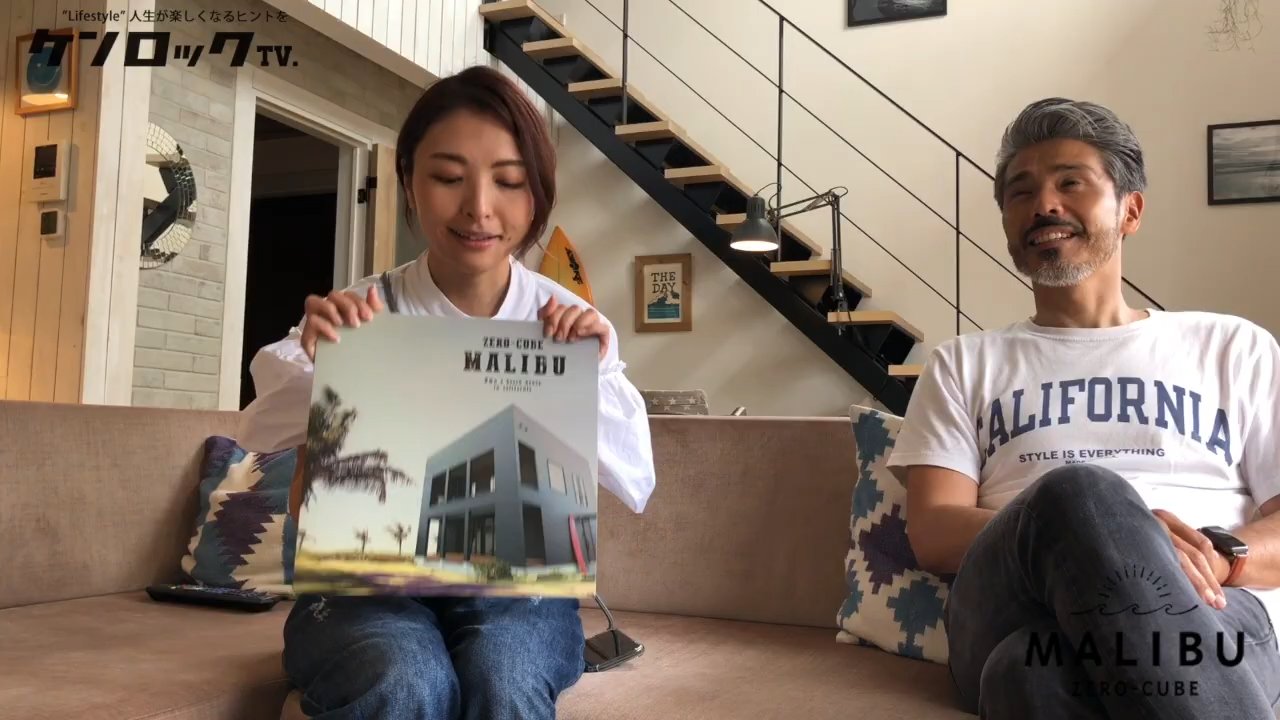 "Lifestyle" 人生が楽しくなるヒントを
ケンロックTV.
THE
DAY
ZERO-CUBE
MALIBU
CALIFORNIA
STYLE IS EVERYTHING
MALIBU
ZERO-CUBE